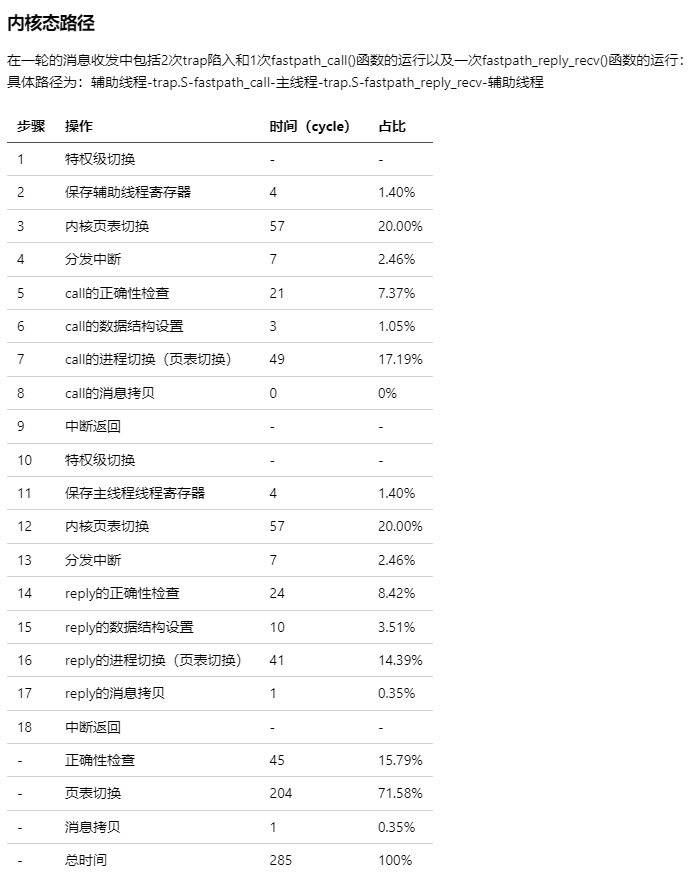 内核态路径
在一轮的消息收发中包括2次trap陷入和1次fastpath_call()函数的运行以及一次fastpath_reply_recv()函数的运行：
具体路径为：辅助线程-trap.S-fastpath_call-主线程-trap.S-fastpath_reply_recv-辅助线程
步骤 操作 时间（cycle） 占比
1 特权级切换 - -
2 保存辅助线程寄存器 4 1.40%
3 内核页表切换 57 20.00%
4 分发中断 7 2.46%
5 call的正确性检查 21 7.37%
6 call的数据结构设置 3 1.05%
7 call的进程切换（页表切换） 49 17.19%
8 call的消息拷贝 0 0%
9 中断返回 - -
10 特权级切换 - -
11 保存主线程线程寄存器 4 1.40%
12 内核页表切换 57 20.00%
13 分发中断 7 2.46%
14 reply的正确性检查 24 8.42%
15 reply的数据结构设置 10 3.51%
16 reply的进程切换（页表切换） 41 14.39%
17 reply的消息拷贝 1 0.35%
18 中断返回 - -
- 正确性检查 45 15.79%
- 页表切换 204 71.58%
- 消息拷贝 1 0.35%
- 总时间 285 100%